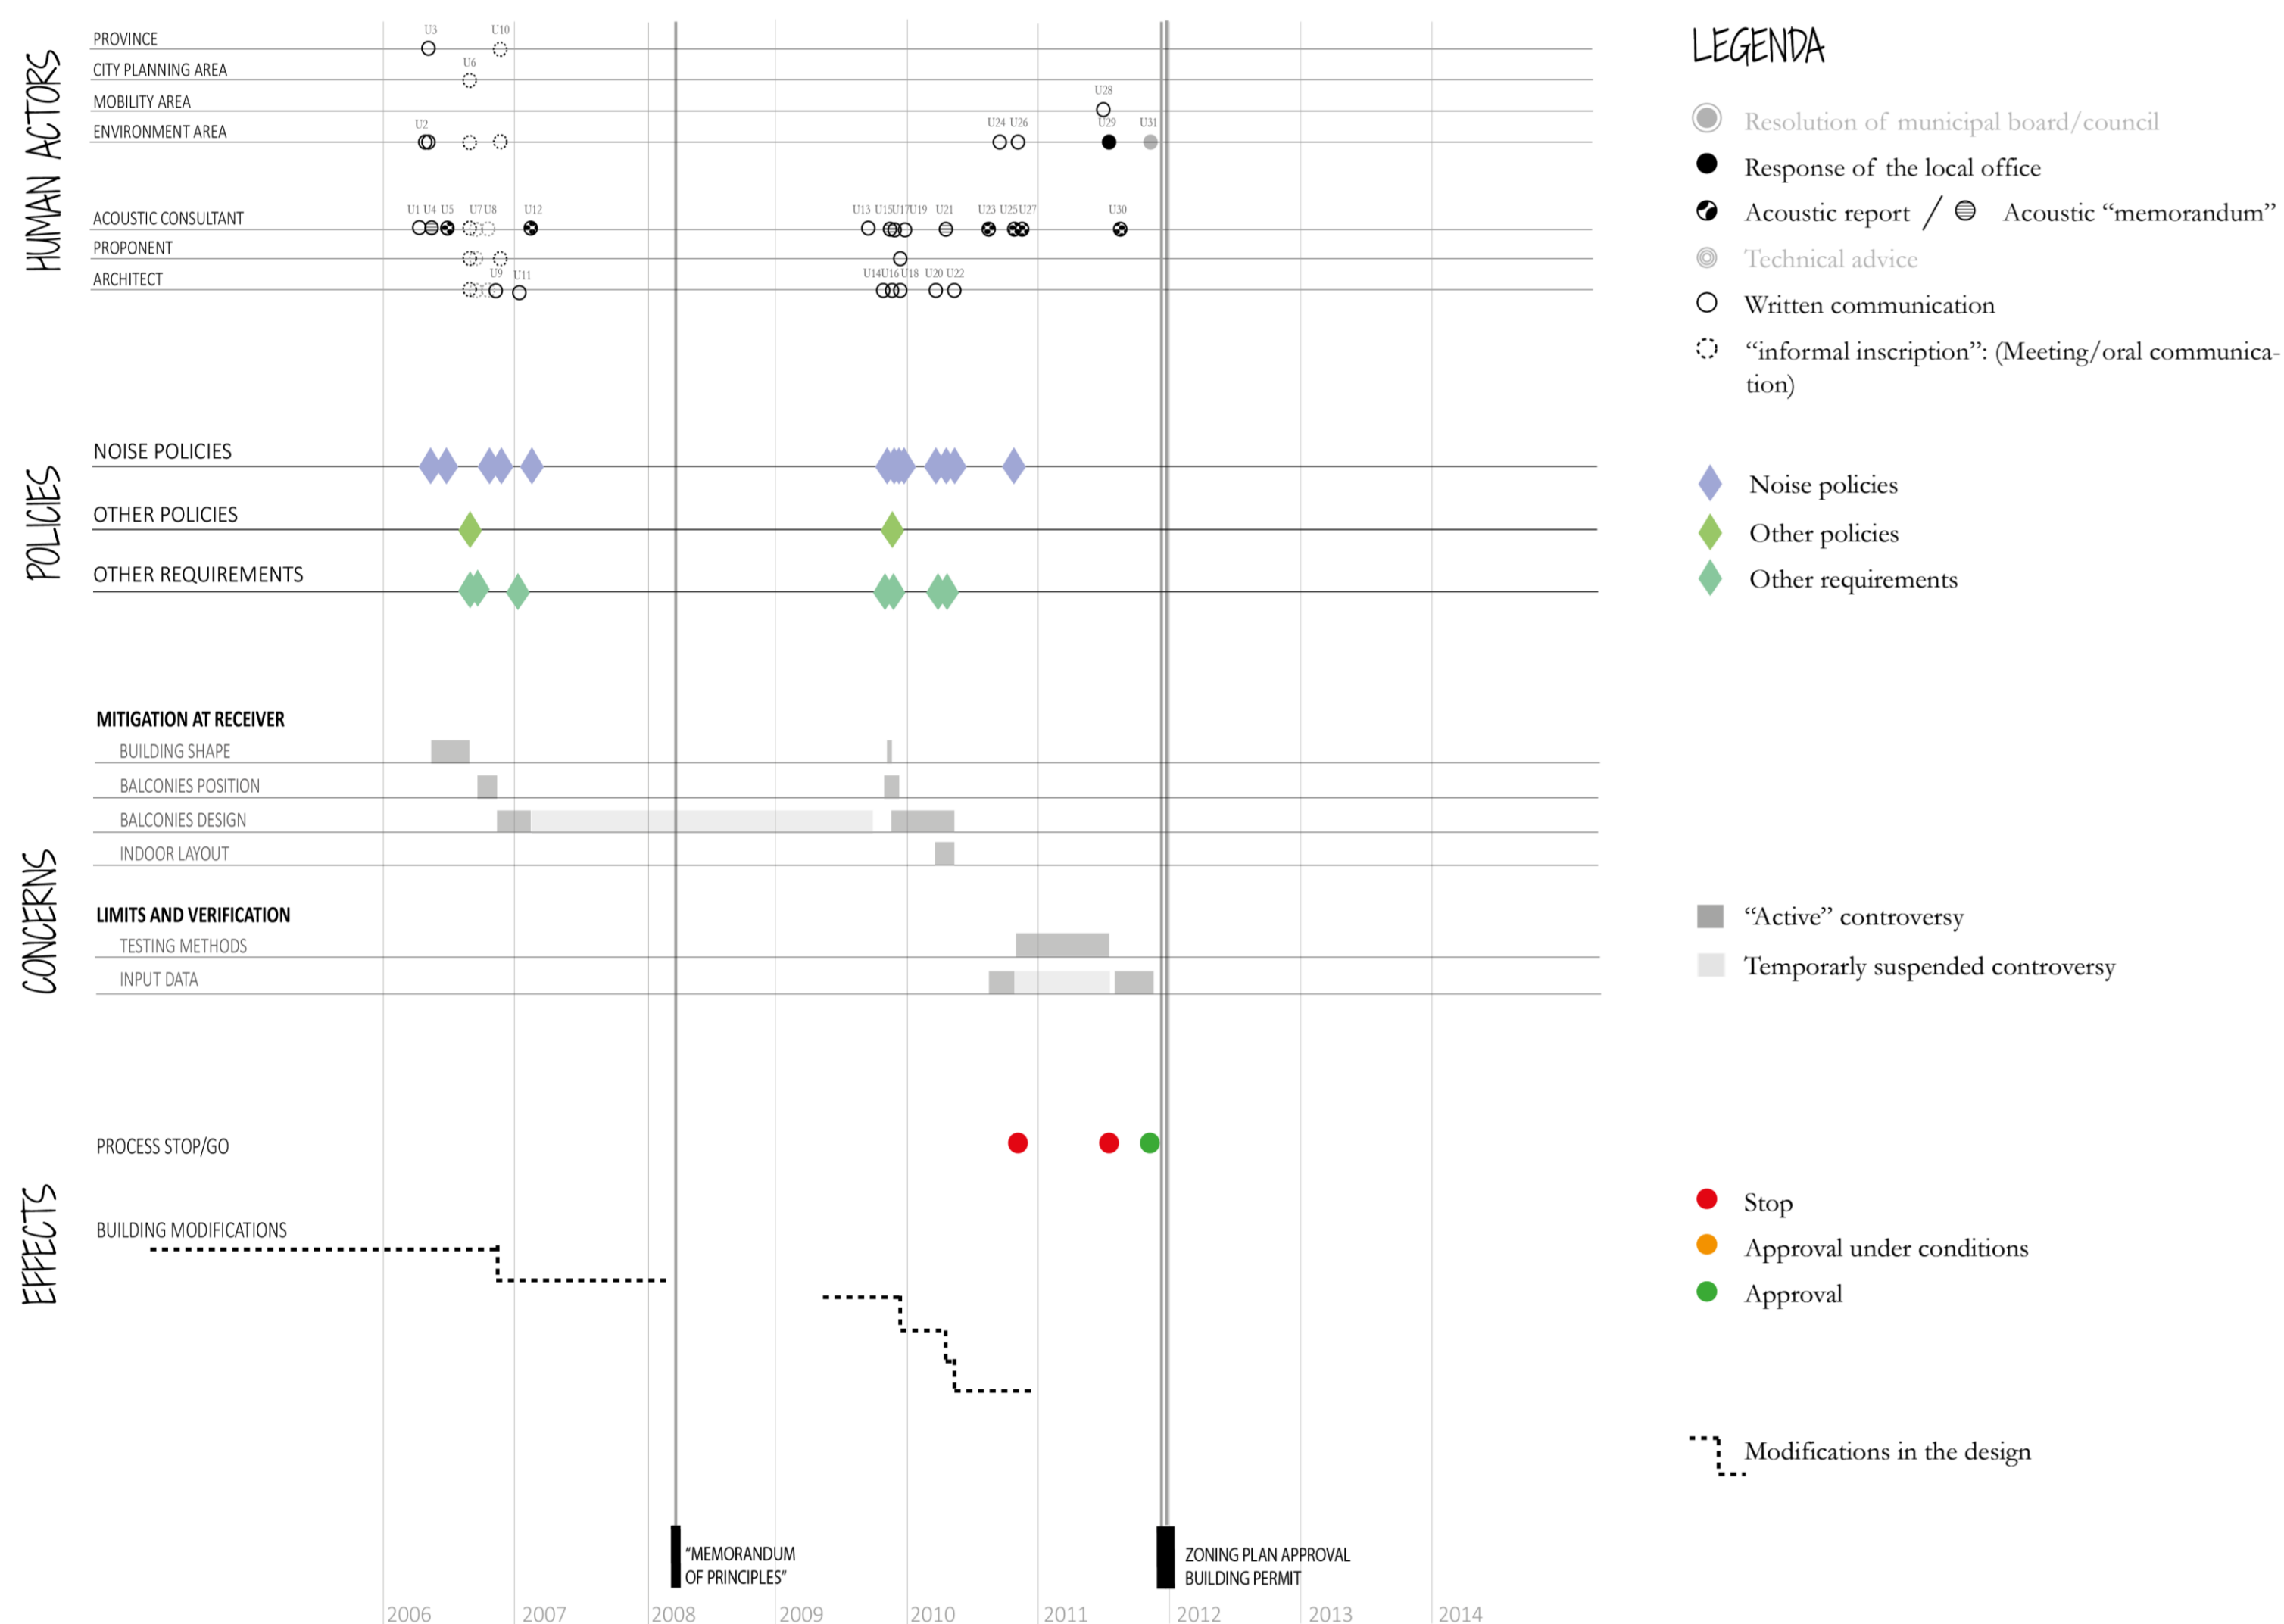 HUMAN ACTORS
PROVINCE
U3
U10
CITY PLANNING AREA
U6
MOBILITY AREA
U28
ENVIRONMENT AREA
U2
U24 U26
U29
U31
ACOUSTIC CONSULTANT
U1 U4 U5 U7 U8 U12
U13 U15 U17 U19 U21 U23 U25 U27 U30
PROPONENT
ARCHITECT
U9 U11
U14 U16 U18 U20 U22
POLICIES
NOISE POLICIES
OTHER POLICIES
OTHER REQUIREMENTS
CONCERNS
MITIGATION AT RECEIVER
BUILDING SHAPE
BALCONIES POSITION
BALCONIES DESIGN
INDOOR LAYOUT
LIMITS AND VERIFICATION
TESTING METHODS
INPUT DATA
EFFECTS
PROCESS STOP/GO
BUILDING MODIFICATIONS
"MEMORANDUM
OF PRINCIPLES"
ZONING PLAN APPROVAL
BUILDING PERMIT
2006 2007 2008 2009 2010 2011 2012 2013 2014
LEGENDA
Resolution of municipal board/council
Response of the local office
Acoustic report / Acoustic “memorandum”
Technical advice
Written communication
“informal inscription”: (Meeting/oral communica-
tion)
Noise policies
Other policies
Other requirements
“Active” controversy
Temporarly suspended controversy
Stop
Approval under conditions
Approval
Modifications in the design